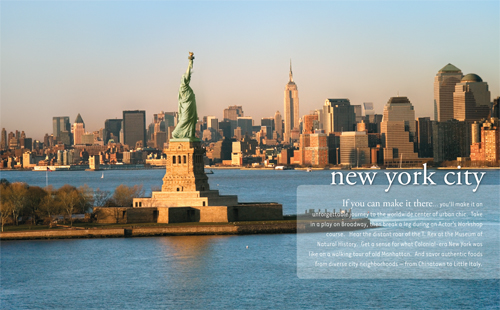 new york city
If you can make it there... you'll make it on
unforgettable journey to the worldwide center of urban chic. Take
in a play on Broadway, then break a leg during an Actor's Workshop
course. Hear the distant roar of the T. Rex at the Museum of
Natural History. Get a sense for what Colonial-era New York was
like on a walking tour of old Manhattan. And savor authentic foods
from diverse city neighborhoods — from Chinatown to Little Italy.